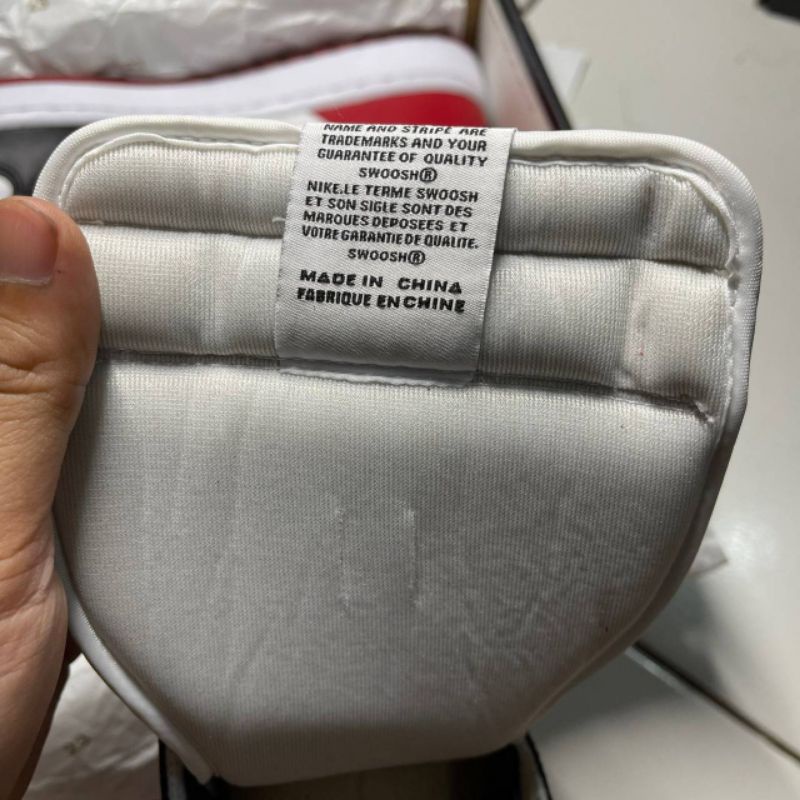 NAME AND STRIPE ARE
TRADEMARKS AND YOUR
GUARANTEE OF QUALITY
SWOOSH®
NIKE.LE TERME SWOOSH
ET SON SIGLE SONT DES
MARQUES DEPOSEES ET
VOTRE GARANTIE DE QUALITE.
SWOOSH®
MADE IN CHINA
FABRIQUE EN CHINE